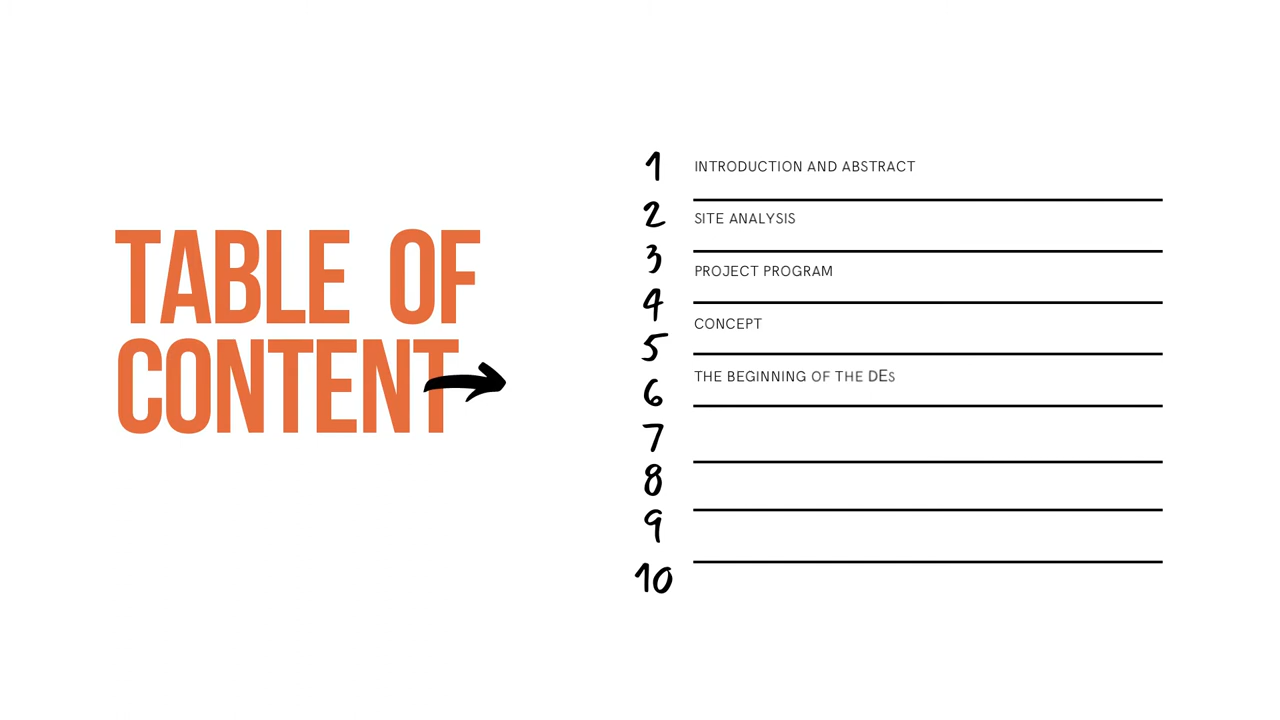 TABLE OF
CONTENT
1 INTRODUCTION AND ABSTRACT
2 SITE ANALYSIS
3 PROJECT PROGRAM
4 CONCEPT
5 THE BEGINNING OF THE DEs
6
7
8
9
10